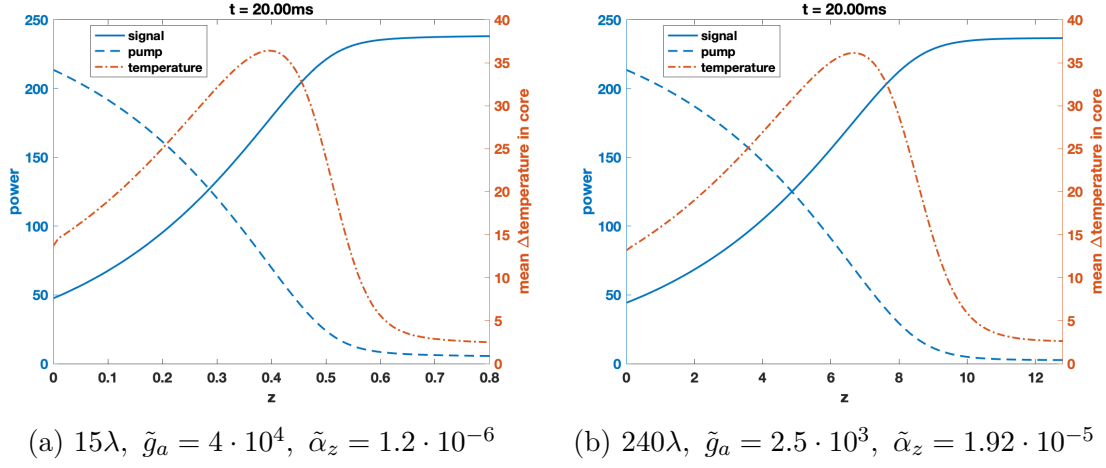 t = 20.00ms
signal
pump
temperature
250
200
150
100
50
0
power
40
35
30
25
20
15
10
5
0
mean Δtemperature in core
0 0.1 0.2 0.3 0.4 0.5 0.6 0.7 0.8
z
(a) 15λ, g̃ₐ = 4 · 10⁴, α̃_z = 1.2 · 10⁻⁶
t = 20.00ms
signal
pump
temperature
250
200
150
100
50
0
power
40
35
30
25
20
15
10
5
0
mean Δtemperature in core
0 2 4 6 8 10 12
z
(b) 240λ, g̃ₐ = 2.5 · 10³, α̃_z = 1.92 · 10⁻⁵